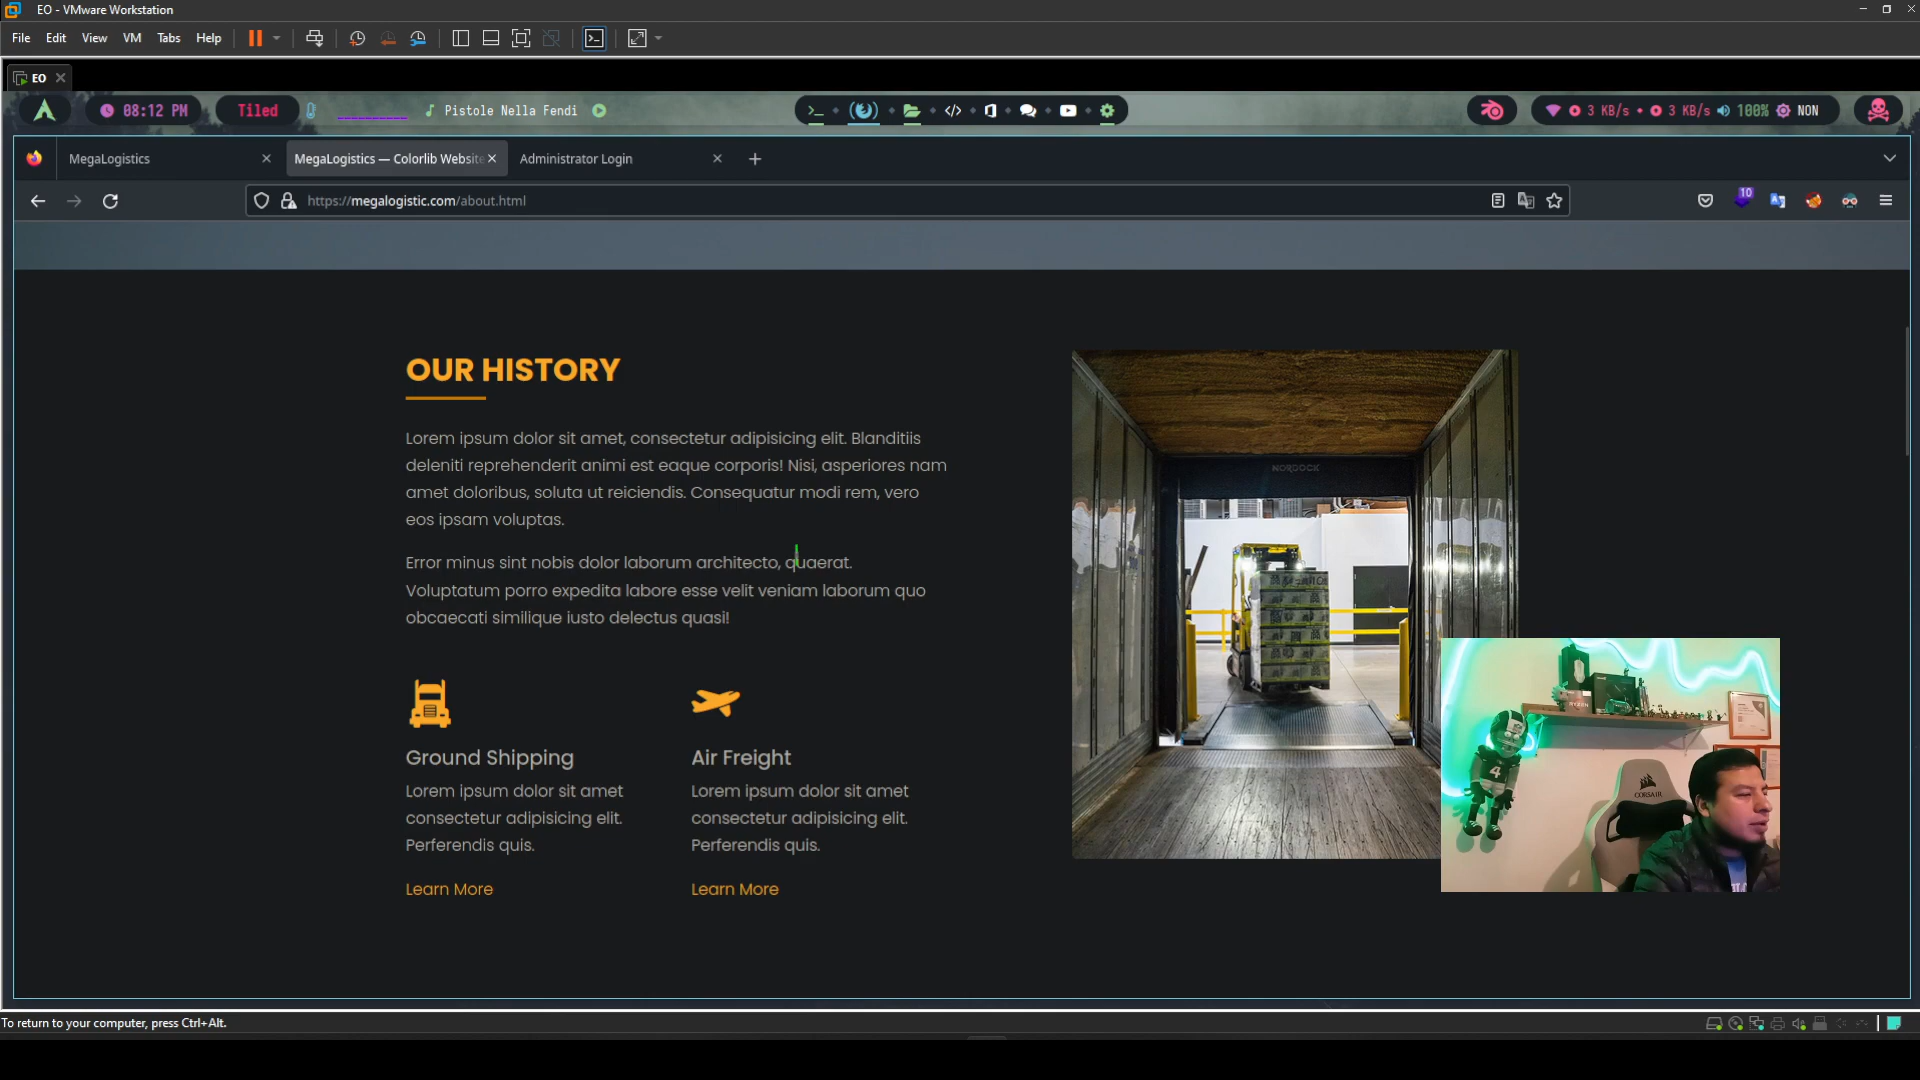 EO - VMware Workstation
File Edit View VM Tabs Help
EO
08:12 PM
Tiled
Pistole Nella Fendi
3 KB/s • 3 KB/s 100% NON
MegaLogistics
MegaLogistics — Colorlib Website
Administrator Login
https://megalogistic.com/about.html
10
OUR HISTORY
Lorem ipsum dolor sit amet, consectetur adipisicing elit. Blanditiis
deleniti reprehenderit animi est eaque corporis! Nisi, asperiores nam
amet doloribus, soluta ut reiciendis. Consequatur modi rem, vero
eos ipsam voluptas.
Error minus sint nobis dolor laborum architecto, quaerat.
Voluptatum porro expedita labore esse velit veniam laborum quo
obcaecati similique iusto delectus quasi!
NORDOCK
Ground Shipping
Lorem ipsum dolor sit amet
consectetur adipisicing elit.
Perferendis quis.
Learn More
Air Freight
Lorem ipsum dolor sit amet
consectetur adipisicing elit.
Perferendis quis.
Learn More
RYZEN
4
CORSAIR
To return to your computer, press Ctrl+Alt.